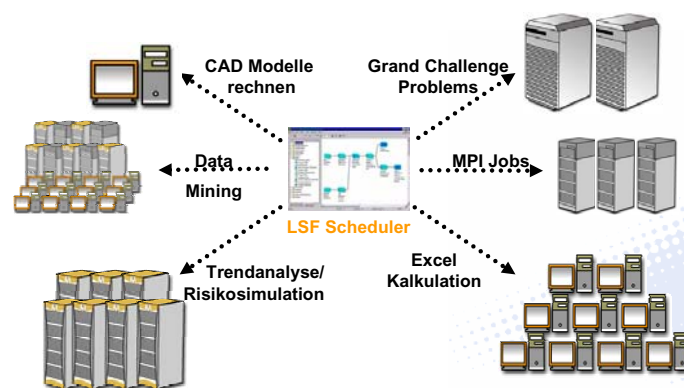 CAD Modelle
rechnen
Grand Challenge
Problems
Data
Mining
MPI Jobs
LSF Scheduler
Trendanalyse/
Risikosimulation
Excel
Kalkulation